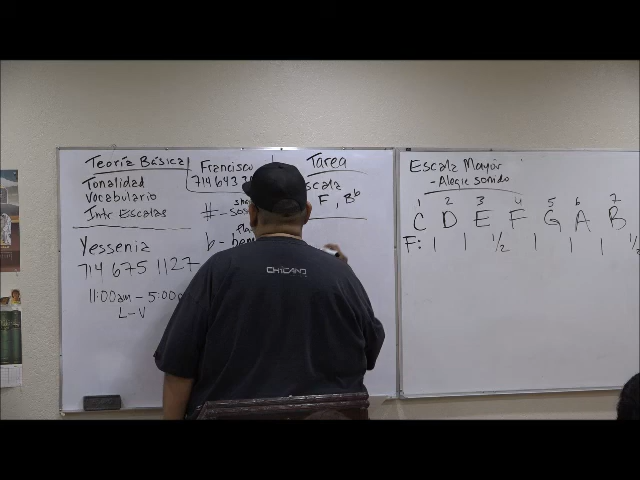 Teoría Básica
Tonalidad
Vocabulario
Intr Escalas
Yessenia
714 675 1127
11:00am - 5:00
L-V
Francisco
714 643
#-
b-
Tarea
F, Bb
CHICANO
Escala Mayor
- Alegre sonido
1 2 3 4 5 6 7
C D E F G A B
F: 1 1 1/2 1 1 1 1/2